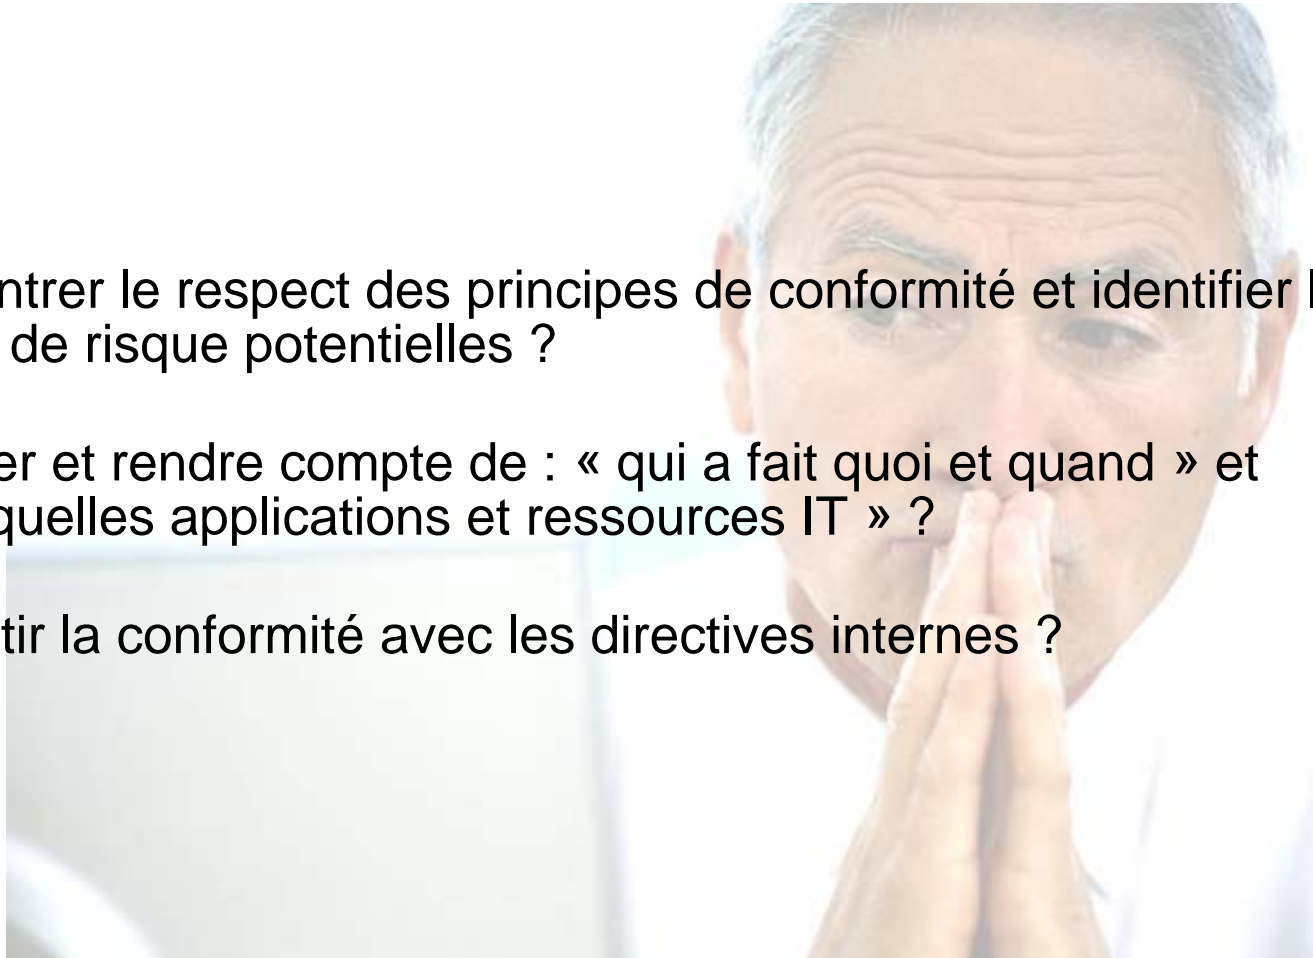 ntrer le respect des principes de conformité et identifier l
de risque potentielles ?
er et rendre compte de : « qui a fait quoi et quand » et
quelles applications et ressources IT » ?
tir la conformité avec les directives internes ?